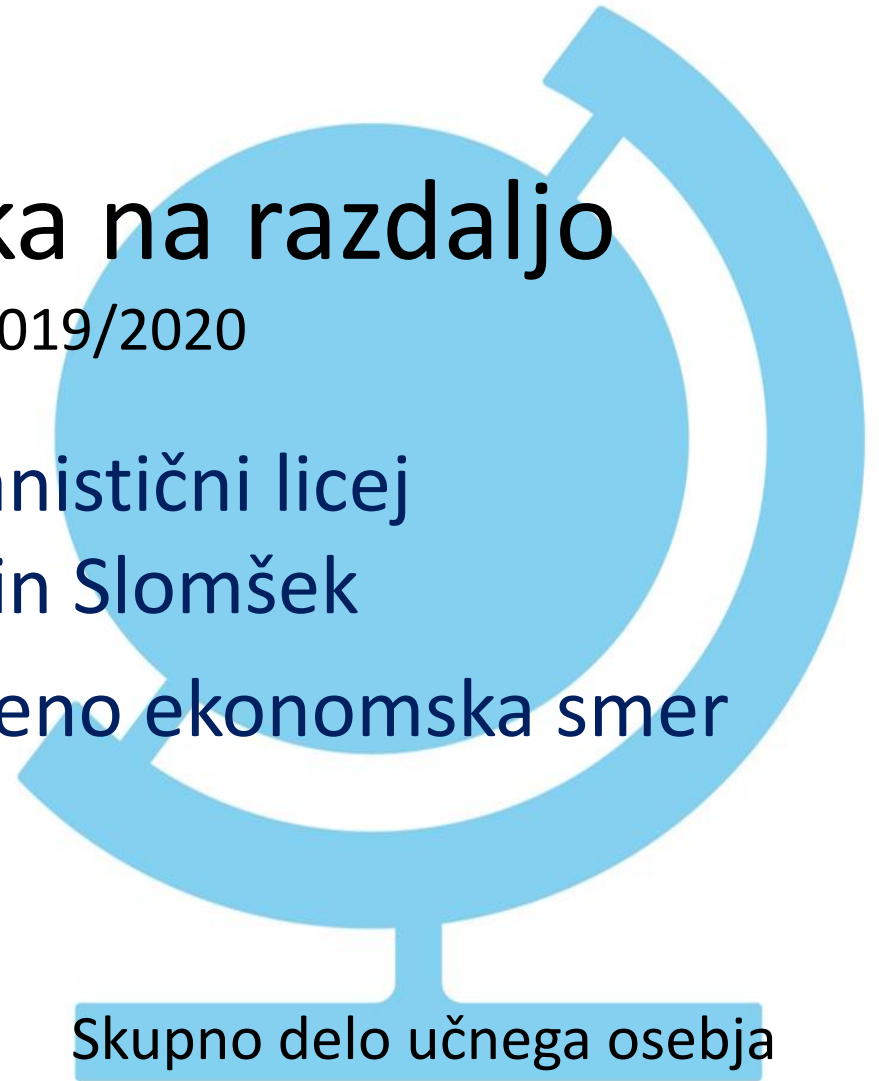 ka na razdaljo
019/2020
nistični licej
in Slomšek
eno ekonomska smer
Skupno delo učnega osebja